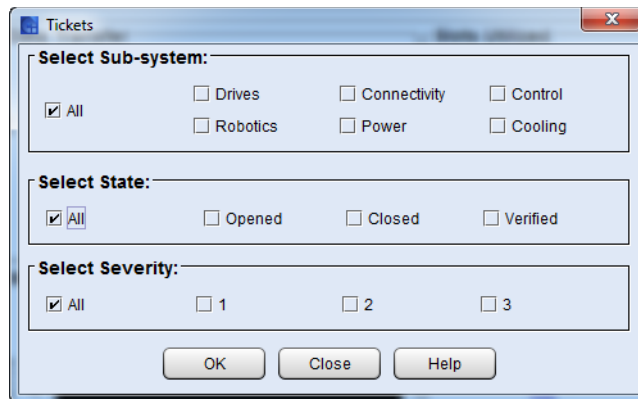 Tickets
Select Sub-system:
All
Drives
Connectivity
Control
Robotics
Power
Cooling
Select State:
All
Opened
Closed
Verified
Select Severity:
All
1
2
3
OK
Close
Help